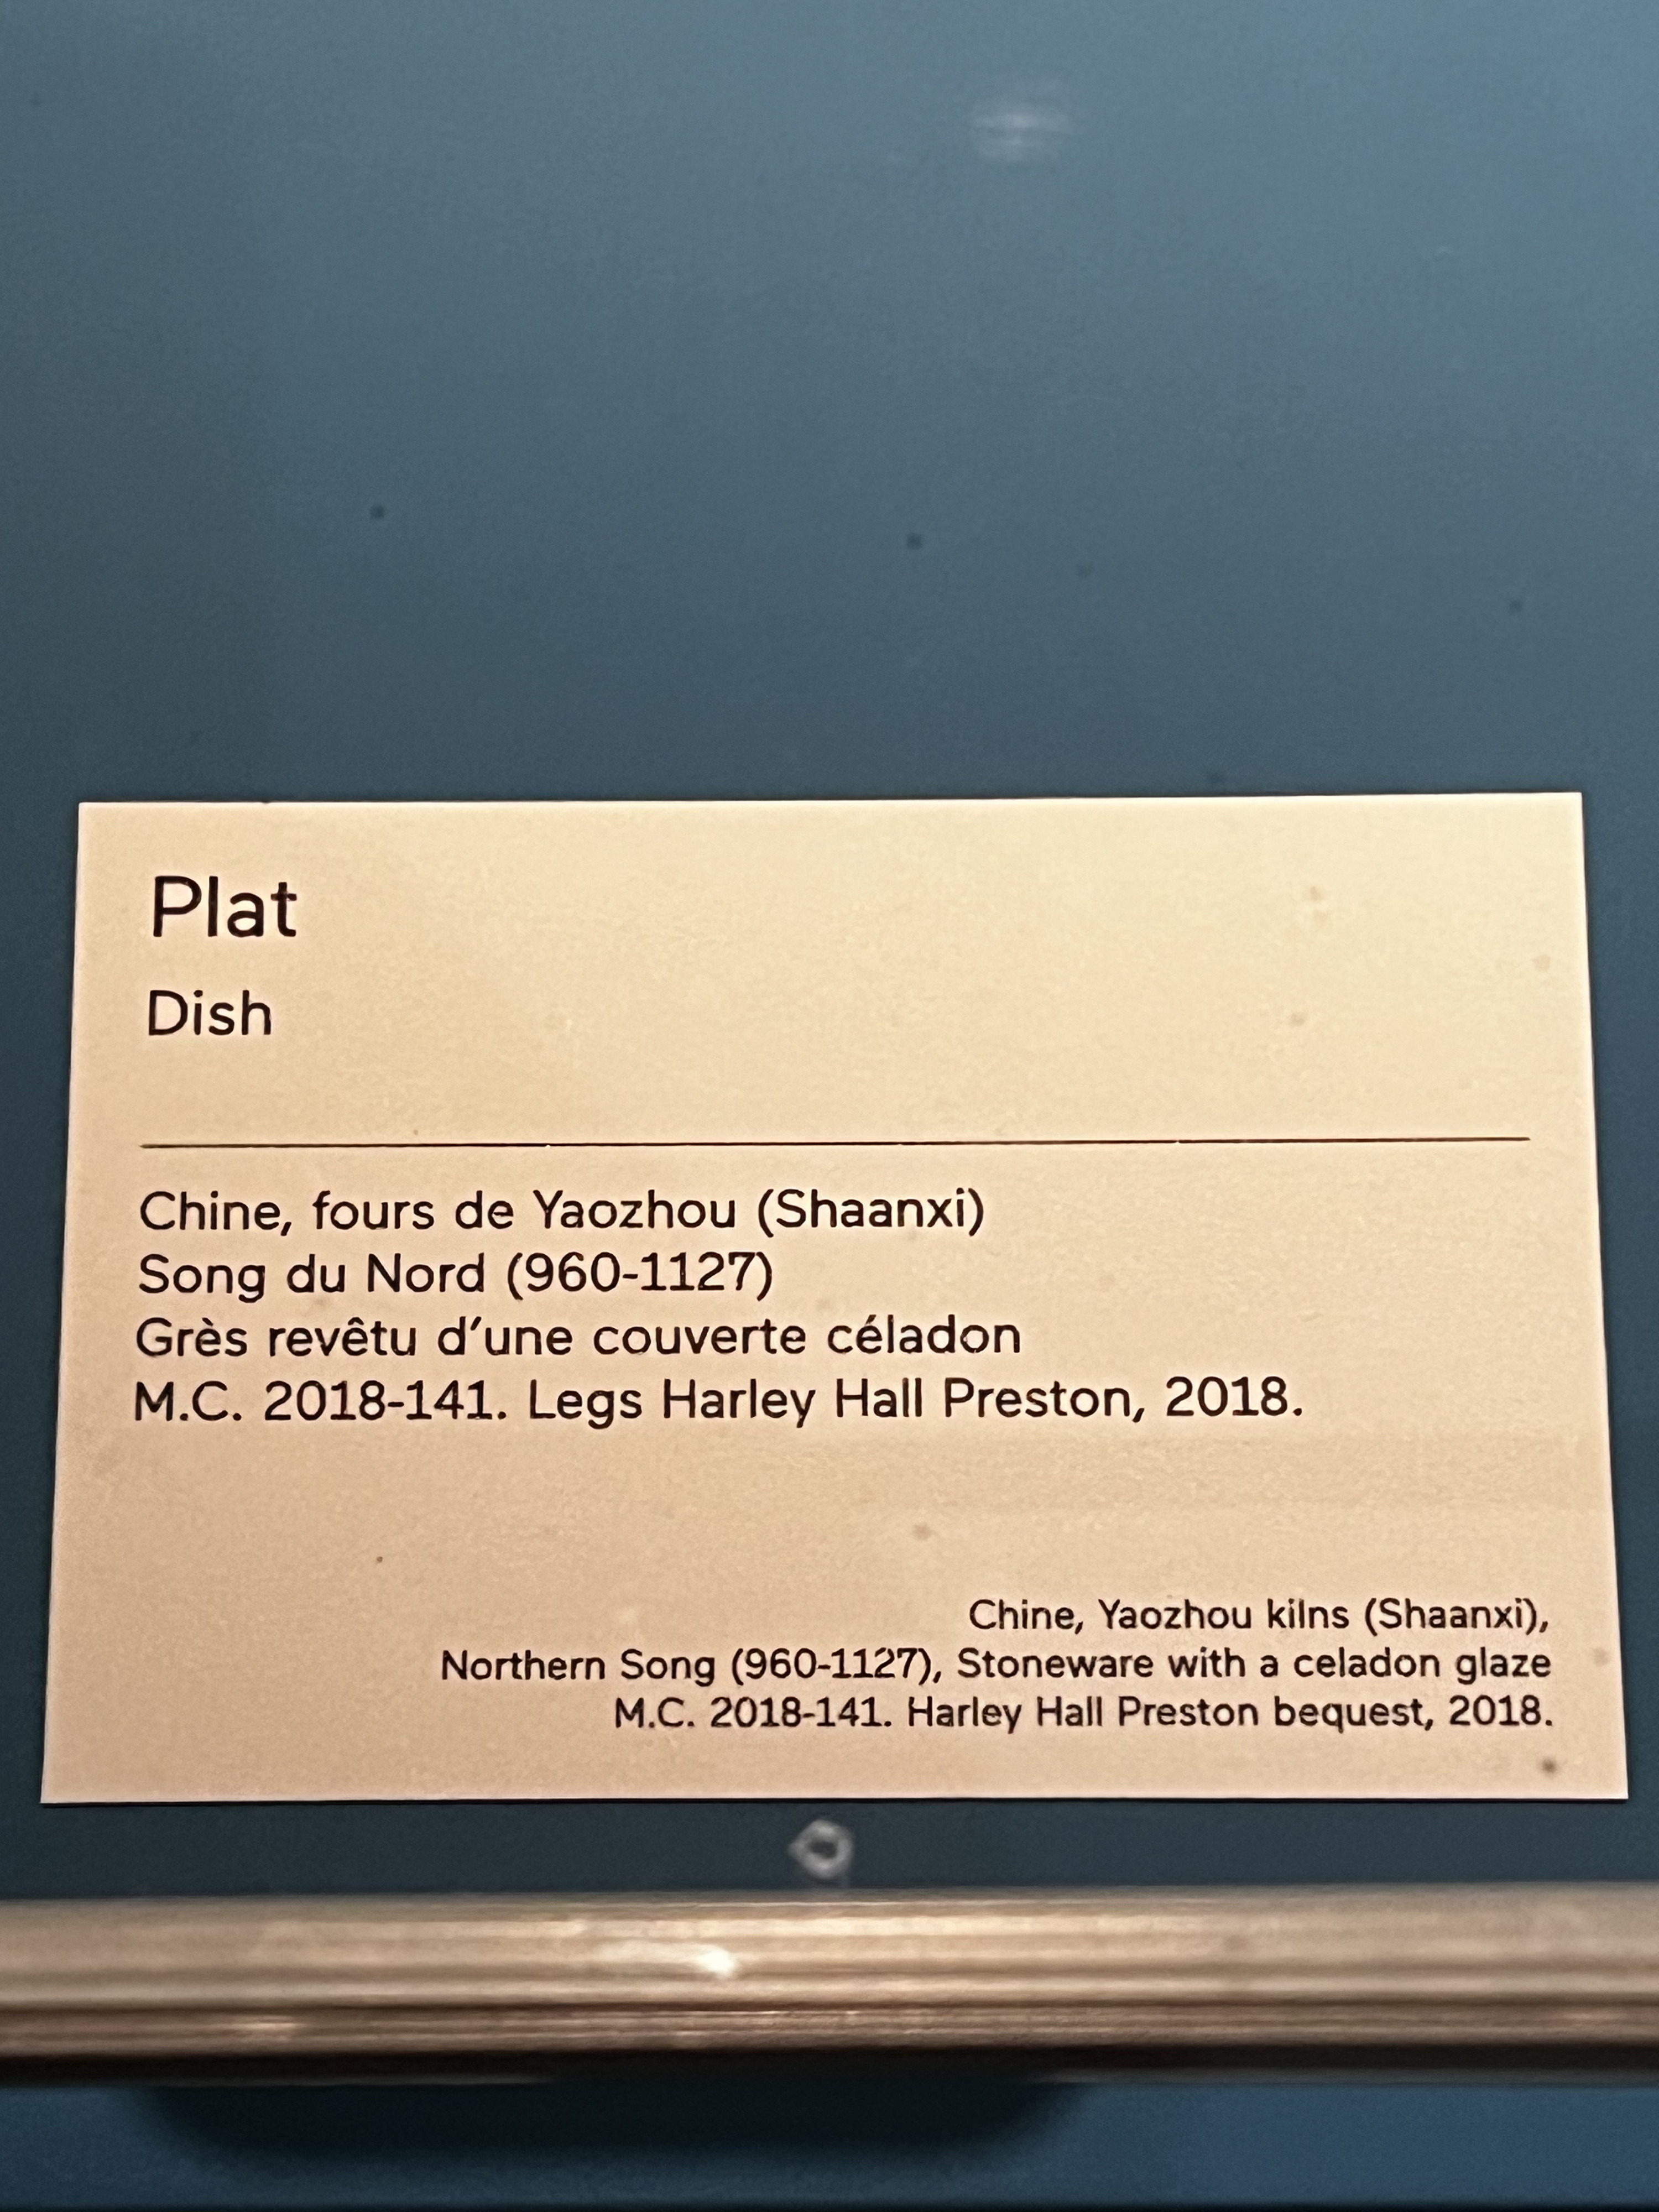 Plat
Dish
Chine, fours de Yaozhou (Shaanxi)
Song du Nord (960-1127)
Grès revêtu d’une couverte céladon
M.C. 2018-141. Legs Harley Hall Preston, 2018.
Chine, Yaozhou kilns (Shaanxi),
Northern Song (960-1127), Stoneware with a celadon glaze
M.C. 2018-141. Harley Hall Preston bequest, 2018.